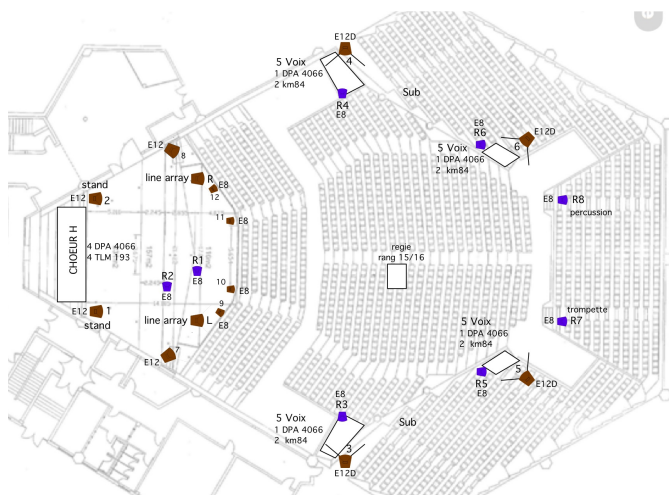 E12D
4
5 Voix
1 DPA 4066
2 km84
R4
E8
Sub
E8
R6
E12D
6
5 Voix
1 DPA 4066
2 km84
E12
8
line array R
E8
12
stand
E12 2
11 E8
E8 R8
percussion
CHOEUR H
4 DPA 4066
4 TLM 193
R1
E8
R2
E8
regie
rang 15/16
10 E8
9
E8
E12 1
stand
line array L
E12 7
trompette
E8 R7
5 Voix
1 DPA 4066
2 km84
R5
E8
5
E12D
E8
R3
5 Voix
1 DPA 4066
2 km84
3
E12D
Sub